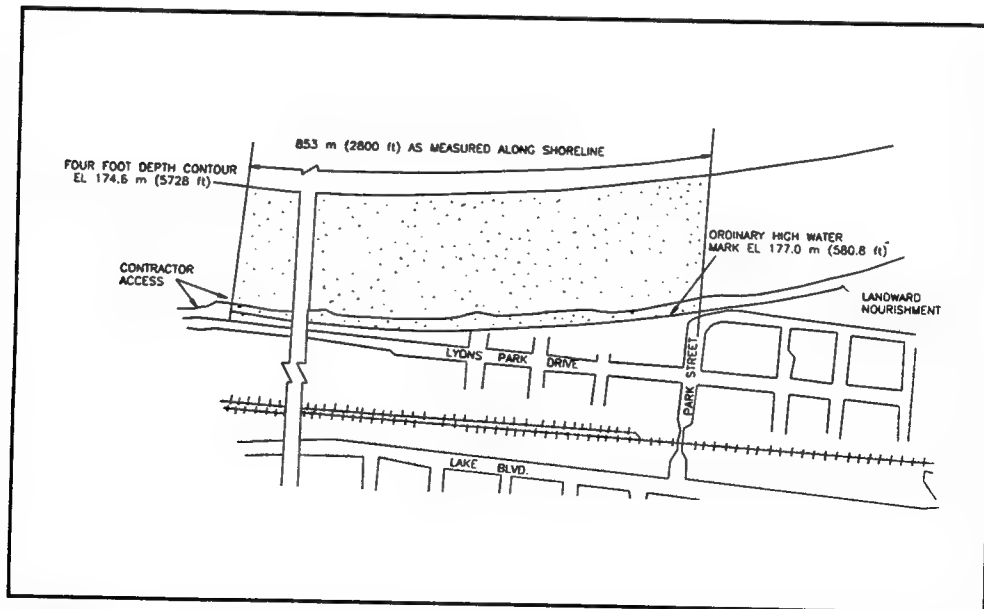 853 m (2800 ft) AS MEASURED ALONG SHORELINE
FOUR FOOT DEPTH CONTOUR
EL 174.6 m (5728 ft)
ORDINARY HIGH WATER
MARK EL 177.0 m (580.8 ft)
CONTRACTOR
ACCESS
LANDWARD
NOURISHMENT
LYONS PARK DRIVE
PARK STREET
LAKE BLVD.